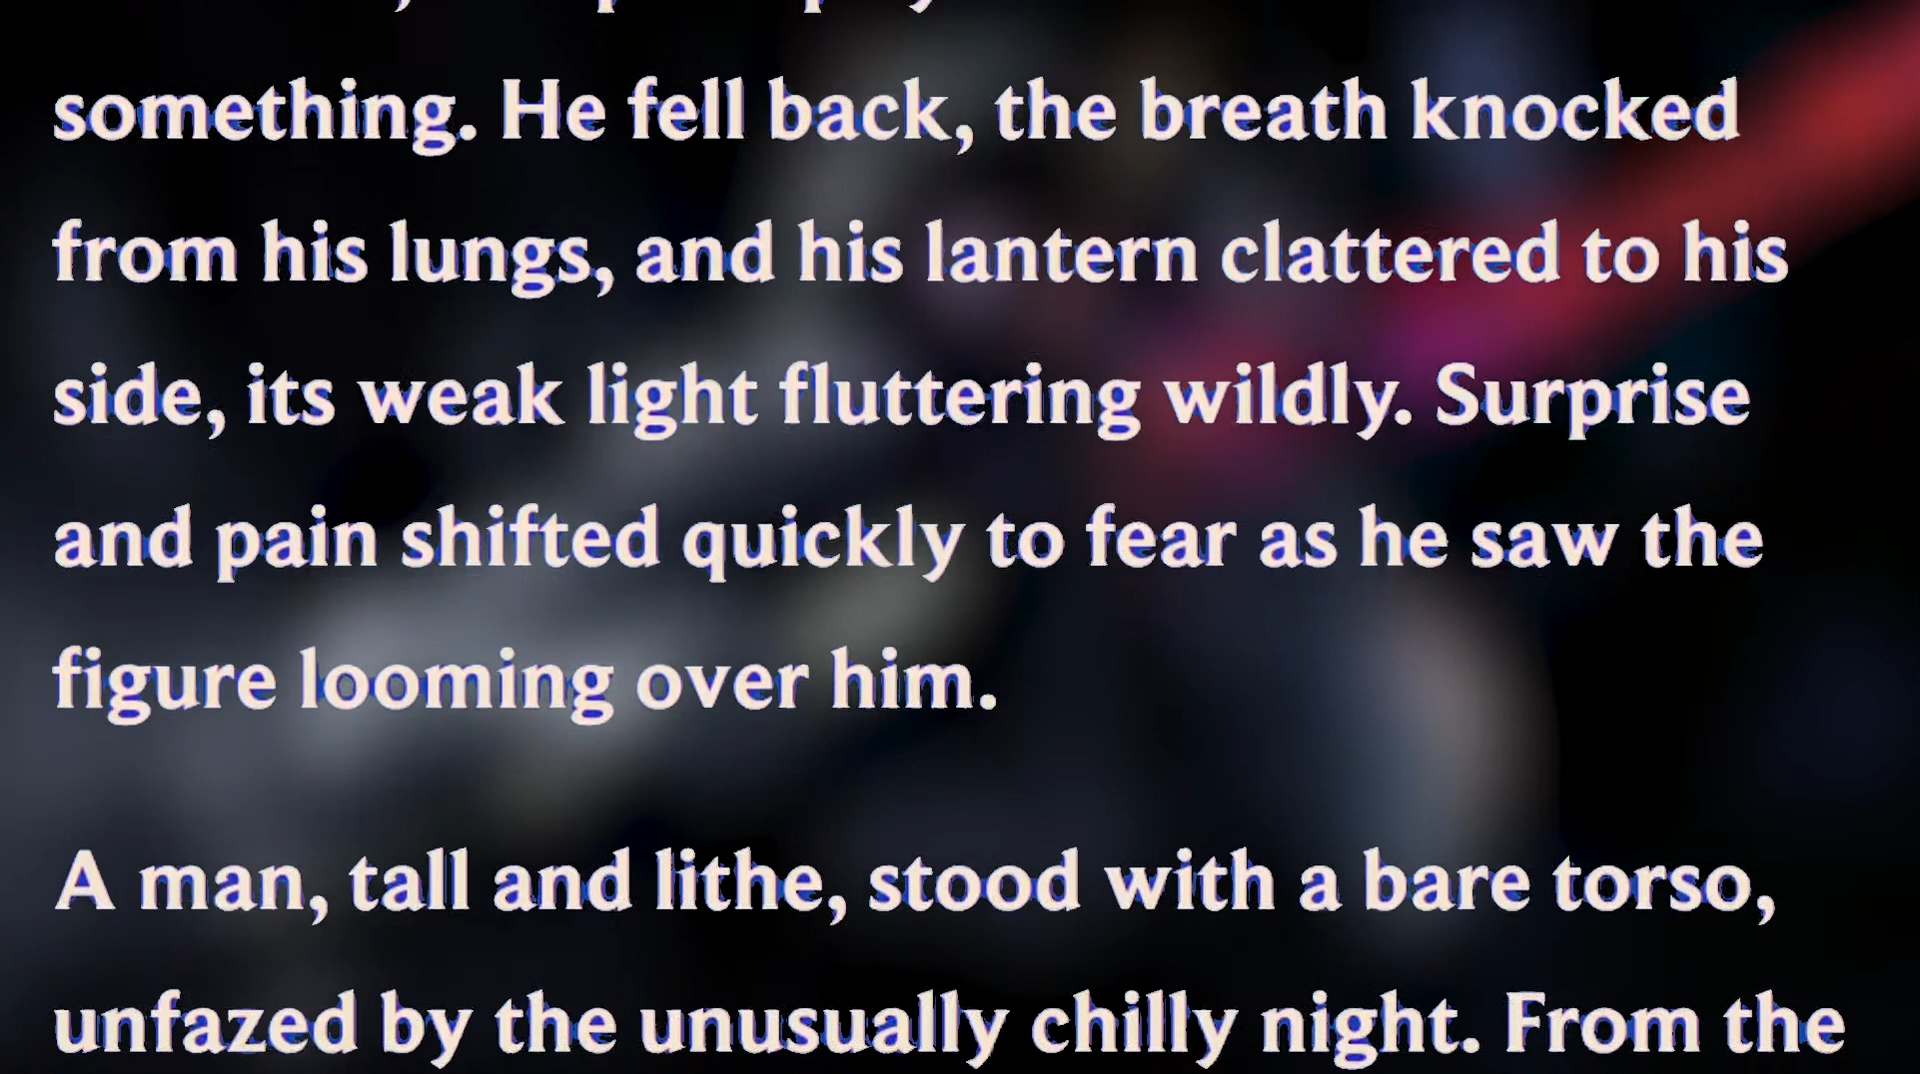 something. He fell back, the breath knocked
from his lungs, and his lantern clattered to his
side, its weak light fluttering wildly. Surprise
and pain shifted quickly to fear as he saw the
figure looming over him.
A man, tall and lithe, stood with a bare torso,
unfazed by the unusually chilly night. From the